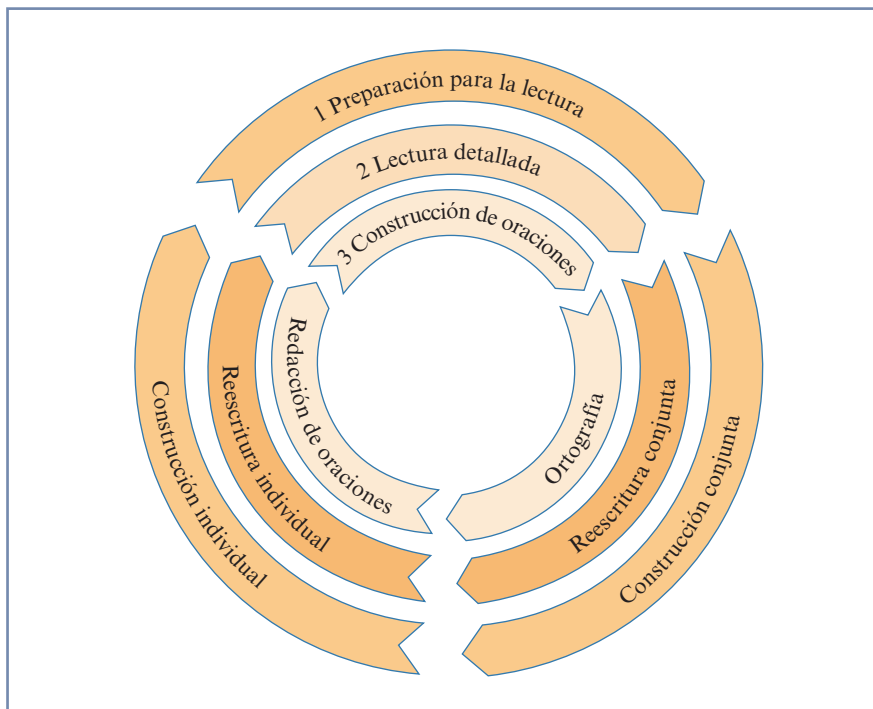 1 Preparación para la lectura
2 Lectura detallada
3 Construcción de oraciones
Construcción individual
Reescritura individual
Redacción de oraciones
Ortografía
Reescritura conjunta
Construcción conjunta